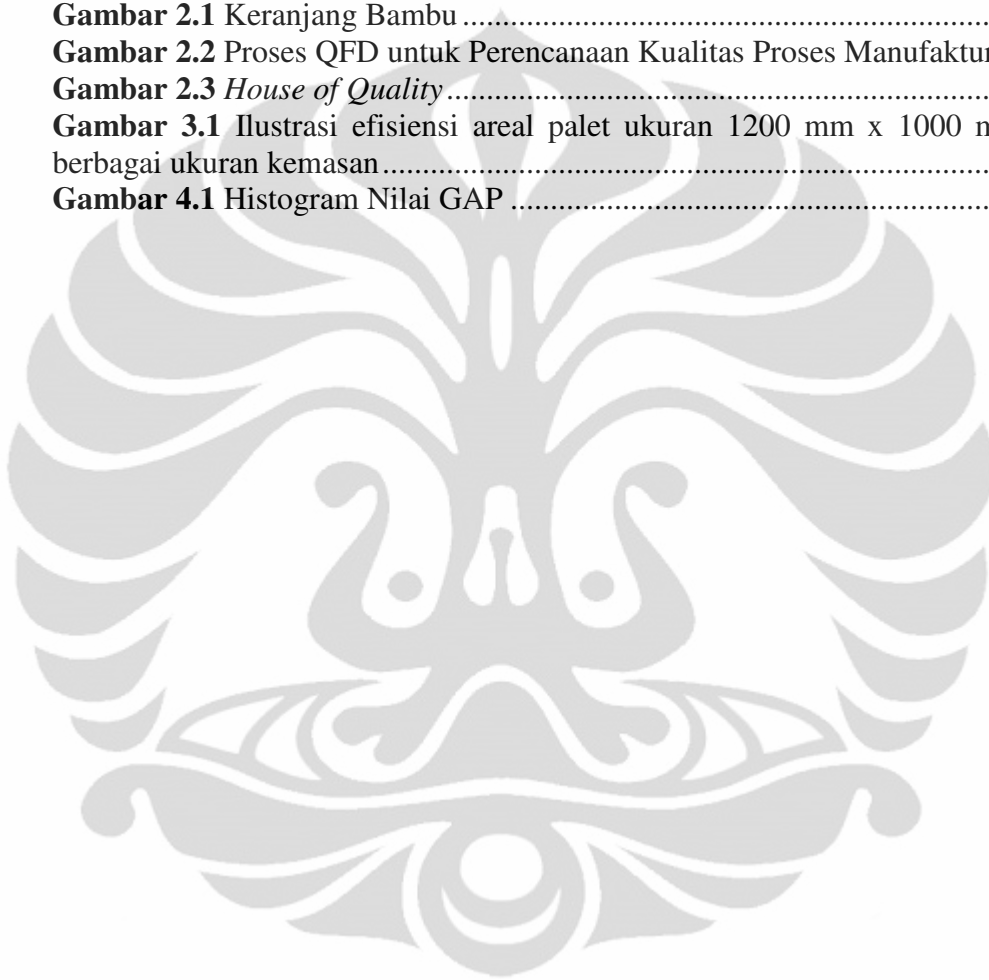 Gambar 2.1 Keranjang Bambu ..........................................................................
Gambar 2.2 Proses QFD untuk Perencanaan Kualitas Proses Manufaktur
Gambar 2.3 House of Quality ............................................................................
Gambar 3.1 Ilustrasi efisiensi areal palet ukuran 1200 mm x 1000
berbagai ukuran kemasan ..................................................................................
Gambar 4.1 Histogram Nilai GAP .....................................................................